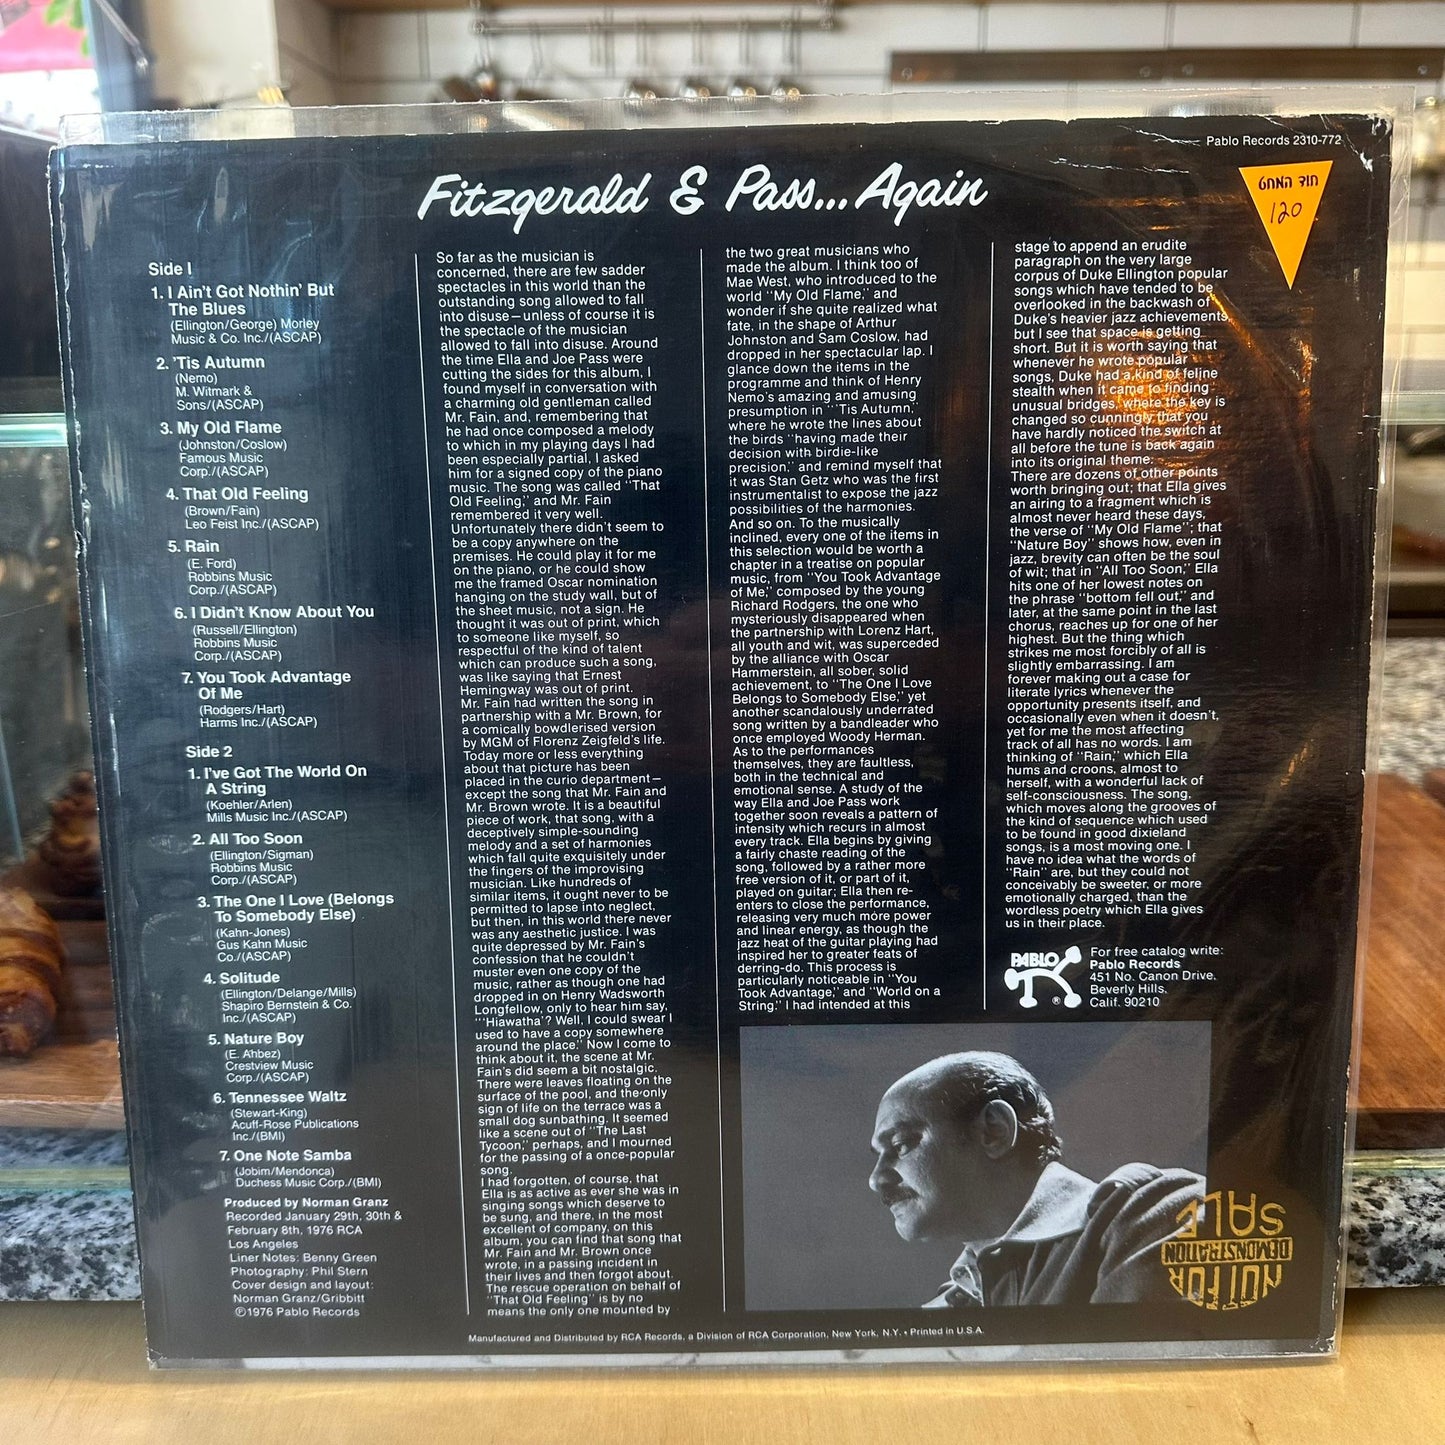 Pablo Records 2310-772
Fitzgerald & Pass...Again
חוד המחט
120
Side I
1. I Ain't Got Nothin' But
The Blues
(Ellington/George) Morley
Music & Co. Inc./(ASCAP)
2. 'Tis Autumn
(Nemo)
M. Witmark &
Sons/(ASCAP)
3. My Old Flame
(Johnston/Coslow)
Famous Music
Corp./(ASCAP)
4. That Old Feeling
(Brown/Fain)
Leo Feist Inc./(ASCAP)
5. Rain
(E. Ford)
Robbins Music
Corp./(ASCAP)
6. I Didn't Know About You
(Russell/Ellington)
Robbins Music
Corp./(ASCAP)
7. You Took Advantage
Of Me
(Rodgers/Hart)
Harms Inc./(ASCAP)
Side 2
1. I've Got The World On
A String
(Koehler/Arlen)
Mills Music Inc./(ASCAP)
2. All Too Soon
(Ellington/Sigman)
Robbins Music
Corp./(ASCAP)
3. The One I Love (Belongs
To Somebody Else)
(Kahn-Jones)
Gus Kahn Music
Co./(ASCAP)
4. Solitude
(Ellington/Delange/Mills)
Shapiro Bernstein & Co.
Inc./(ASCAP)
5. Nature Boy
(E. Ahbez)
Crestview Music
Corp./(ASCAP)
6. Tennessee Waltz
(Stewart-King)
Acuff-Rose Publications
Inc./(BMI)
7. One Note Samba
(Jobim/Mendonca)
Duchess Music Corp./(BMI)
Produced by Norman Granz
Recorded January 29th, 30th &
February 8th, 1976 RCA
Los Angeles
Liner Notes: Benny Green
Photography: Phil Stern
Cover design and layout:
Norman Granz/Gribbitt
℗1976 Pablo Records
So far as the musician is
concerned, there are few sadder
spectacles in this world than the
outstanding song allowed to fall
into disuse—unless of course it is
the spectacle of the musician
allowed to fall into disuse. Around
the time Ella and Joe Pass were
cutting the sides for this album, I
found myself in conversation with
a charming old gentleman called
Mr. Fain, and, remembering that
he had once composed a melody
to which in my playing days I had
been especially partial, I asked
him for a signed copy of the piano
music. The song was called "That
Old Feeling," and Mr. Fain
remembered it very well.
Unfortunately there didn't seem to
be a copy anywhere on the
premises. He could play it for me
on the piano, or he could show
me the framed Oscar nomination
hanging on the study wall, but of
the sheet music, not a sign. He
thought it was out of print, which
to someone like myself, so
respectful of the kind of talent
which can produce such a song,
was like saying that Ernest
Hemingway was out of print.
Mr. Fain had written the song in
partnership with a Mr. Brown, for
a comically bowdlerised version
by MGM of Florenz Zeigfeld's life.
Today more or less everything
about that picture has been
placed in the curio department—
except the song that Mr. Fain and
Mr. Brown wrote. It is a beautiful
piece of work, that song, with a
deceptively simple-sounding
melody and a set of harmonies
which fall quite exquisitely under
the fingers of the improvising
musician. Like hundreds of
similar items, it ought never to be
permitted to lapse into neglect,
but then, in this world there never
was any aesthetic justice. I was
quite depressed by Mr. Fain's
confession that he couldn't
muster even one copy of the
music, rather as though one had
dropped in on Henry Wadsworth
Longfellow, only to hear him say,
"'Hiawatha'? Well, I could swear I
used to have a copy somewhere
around the place." Now I come to
think about it, the scene at Mr.
Fain's did seem a bit nostalgic.
There were leaves floating on the
surface of the pool, and the only
sign of life on the terrace was a
small dog sunbathing. It seemed
like a scene out of "The Last
Tycoon," perhaps, and I mourned
for the passing of a once-popular
song.
I had forgotten, of course, that
Ella is as active as ever she was in
singing songs which deserve to
be sung, and there, in the most
excellent of company, on this
album, you can find that song that
Mr. Fain and Mr. Brown once
wrote, in a passing incident in
their lives and then forgot about.
The rescue operation on behalf of
"That Old Feeling" is by no
means the only one mounted by
the two great musicians who
made the album. I think too of
Mae West, who introduced to the
world "My Old Flame," and
wonder if she quite realized what
fate, in the shape of Arthur
Johnston and Sam Coslow, had
dropped in her spectacular lap. I
glance down the items in the
programme and think of Henry
Nemo's amazing and amusing
presumption in "'Tis Autumn,"
where he wrote the lines about
the birds "having made their
decision with birdie-like
precision," and remind myself that
it was Stan Getz who was the first
instrumentalist to expose the jazz
possibilities of the harmonies.
And so on. To the musically
inclined, every one of the items in
this selection would be worth a
chapter in a treatise on popular
music, from "You Took Advantage
of Me," composed by the young
Richard Rodgers, the one who
mysteriously disappeared when
the partnership with Lorenz Hart,
all youth and wit, was superceded
by the alliance with Oscar
Hammerstein, all sober, solid
achievement, to "The One I Love
Belongs to Somebody Else," yet
another scandalously underrated
song written by a bandleader who
once employed Woody Herman.
As to the performances
themselves, they are faultless,
both in the technical and
emotional sense. A study of the
way Ella and Joe Pass work
together soon reveals a pattern of
intensity which recurs in almost
every track. Ella begins by giving
a fairly chaste reading of the
song, followed by a rather more
free version of it, or part of it,
played on guitar; Ella then re-
enters to close the performance,
releasing very much more power
and linear energy, as though the
jazz heat of the guitar playing had
inspired her to greater feats of
derring-do. This process is
particularly noticeable in "You
Took Advantage," and "World on a
String." I had intended at this
stage to append an erudite
paragraph on the very large
corpus of Duke Ellington popular
songs which have tended to be
overlooked in the backwash of
Duke's heavier jazz achievements,
but I see that space is getting
short. But it is worth saying that
whenever he wrote popular
songs, Duke had a kind of feline
stealth when it came to finding
unusual bridges, where the key is
changed so cunningly that you
have hardly noticed the switch at
all before the tune is back again
into its original theme.
There are dozens of other points
worth bringing out; that Ella gives
an airing to a fragment which is
almost never heard these days,
the verse of "My Old Flame"; that
"Nature Boy" shows how, even in
jazz, brevity can often be the soul
of wit; that in "All Too Soon," Ella
hits one of her lowest notes on
the phrase "bottom fell out," and
later, at the same point in the last
chorus, reaches up for one of her
highest. But the thing which
strikes me most forcibly of all is
slightly embarrassing. I am
forever making out a case for
literate lyrics whenever the
opportunity presents itself, and
occasionally even when it doesn't,
yet for me the most affecting
track of all has no words. I am
thinking of "Rain," which Ella
hums and croons, almost to
herself, with a wonderful lack of
self-consciousness. The song,
which moves along the grooves of
the kind of sequence which used
to be found in good dixieland
songs, is a most moving one. I
have no idea what the words of
"Rain" are, but they could not
conceivably be sweeter, or more
emotionally charged, than the
wordless poetry which Ella gives
us in their place.
PABLO ®
For free catalog write:
Pablo Records
451 No. Canon Drive,
Beverly Hills,
Calif. 90210
NOT FOR
DEMONSTRATION
SALE
Manufactured and Distributed by RCA Records, a Division of RCA Corporation, New York, N.Y. • Printed in U.S.A.